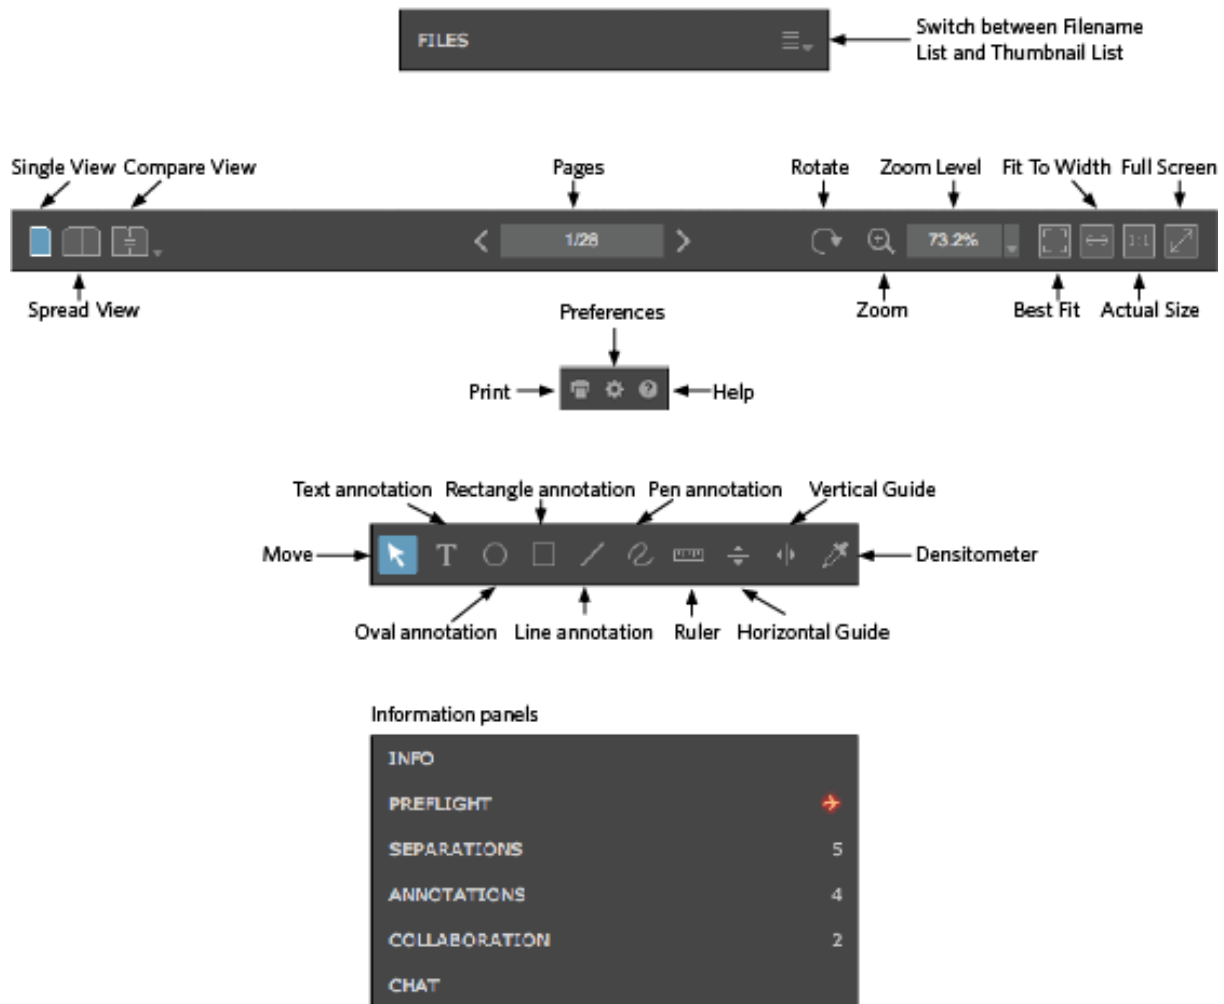 FILES
Switch between Filename
List and Thumbnail List
Single View Compare View Pages Rotate Zoom Level Fit To Width Full Screen
1/28 73.2% 1:1
Spread View Zoom Best Fit Actual Size
Preferences
Print Help
Text annotation Rectangle annotation Pen annotation Vertical Guide
Move T Densitometer
Oval annotation Line annotation Ruler Horizontal Guide
Information panels
INFO
PREFLIGHT
SEPARATIONS 5
ANNOTATIONS 4
COLLABORATION 2
CHAT